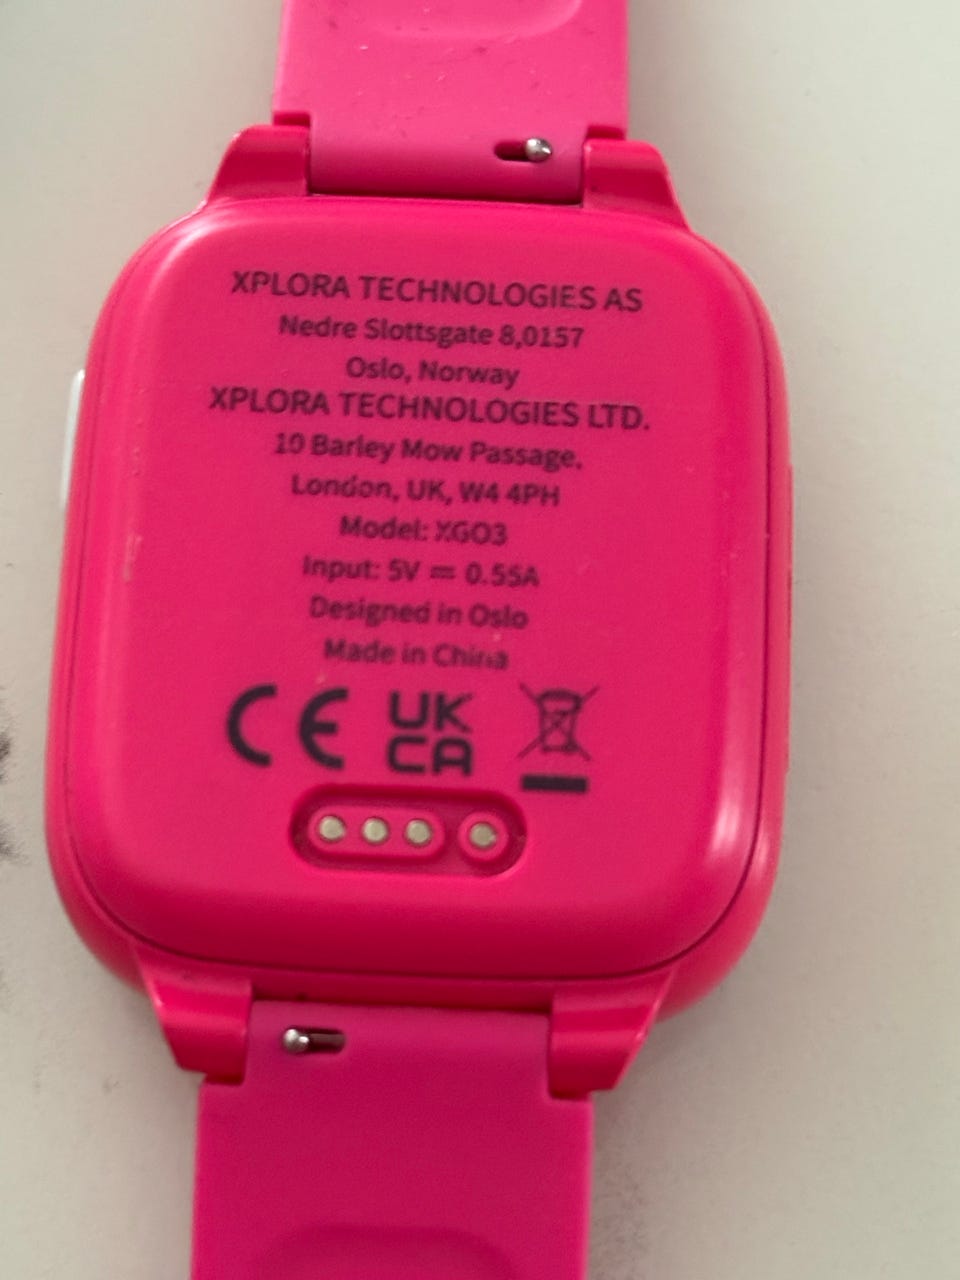 XPLORA TECHNOLOGIES AS
Nedre Slottsgate 8,0157
Oslo, Norway
XPLORA TECHNOLOGIES LTD.
10 Barley Mow Passage,
London, UK, W4 4PH
Model: XGO3
Input: 5V ⎓ 0.55A
Designed in Oslo
Made in China
CE UK
CA